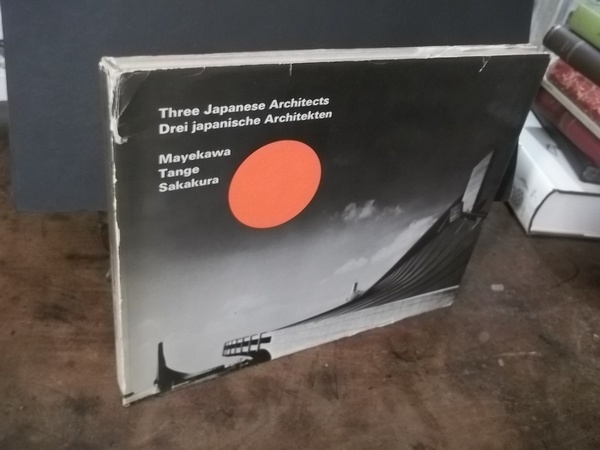 Three Japanese Architects
Drei japanische Architekten
Mayekawa
Tange
Sakakura